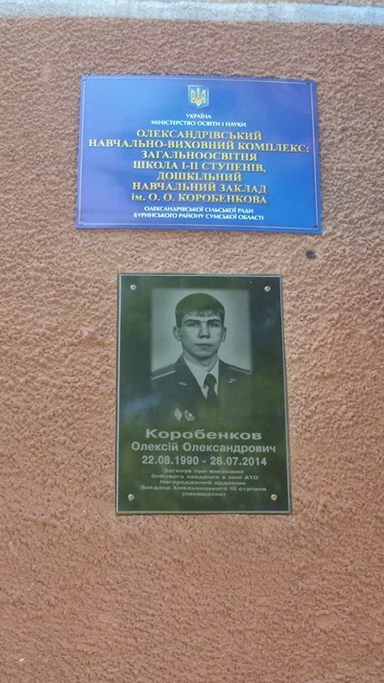 УКРАЇНА
МІНІСТЕРСТВО ОСВІТИ І НАУКИ
ОЛЕКСАНДРІВСЬКИЙ
НАВЧАЛЬНО-ВИХОВНИЙ КОМПЛЕКС:
ЗАГАЛЬНООСВІТНЯ
ШКОЛА І-ІІ СТУПЕНІВ,
ДОШКІЛЬНИЙ
НАВЧАЛЬНИЙ ЗАКЛАД
ім. О. О. КОРОБЕНКОВА
ОЛЕКСАНДРІВСЬКОЇ СІЛЬСЬКОЇ РАДИ
БУРИНСЬКОГО РАЙОНУ СУМСЬКОЇ ОБЛАСТІ
Коробенков
Олексій Олександрович
22.08.1990 - 28.07.2014
Загинув при виконанні
бойового завдання в зоні АТО
Нагороджений орденом
Богдана Хмельницького ІІІ ступеня
(посмертно)